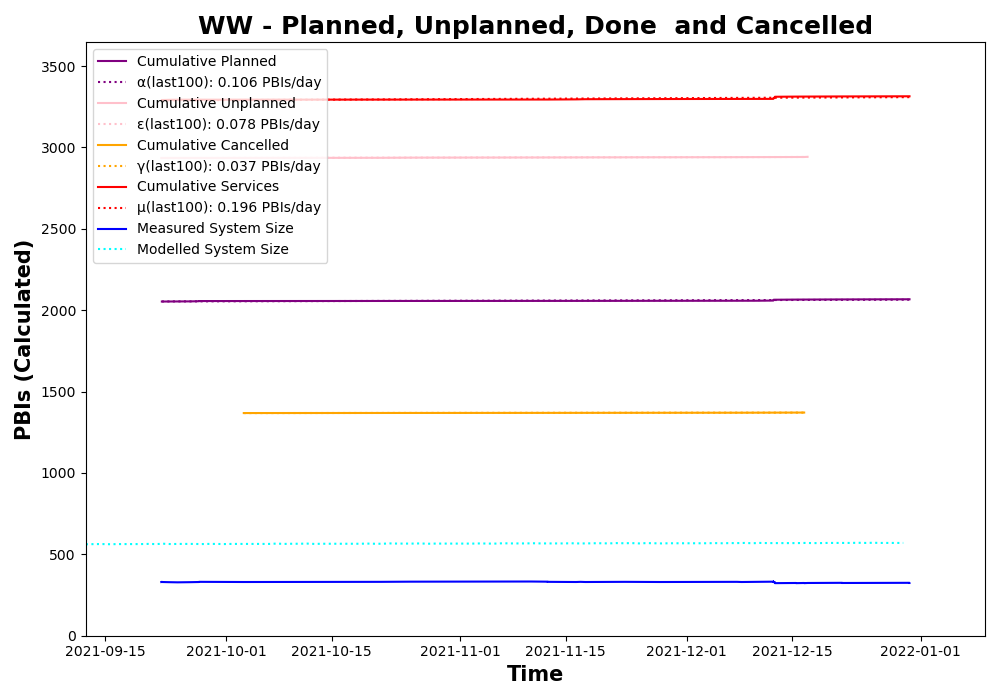 WW - Planned, Unplanned, Done  and Cancelled
PBIs (Calculated)
3500
3000
2500
2000
1500
1000
500
0
Cumulative Planned
α(last100): 0.106 PBIs/day
Cumulative Unplanned
ε(last100): 0.078 PBIs/day
Cumulative Cancelled
γ(last100): 0.037 PBIs/day
Cumulative Services
μ(last100): 0.196 PBIs/day
Measured System Size
Modelled System Size
2021-09-15
2021-10-01
2021-10-15
2021-11-01
2021-11-15
2021-12-01
2021-12-15
2022-01-01
Time